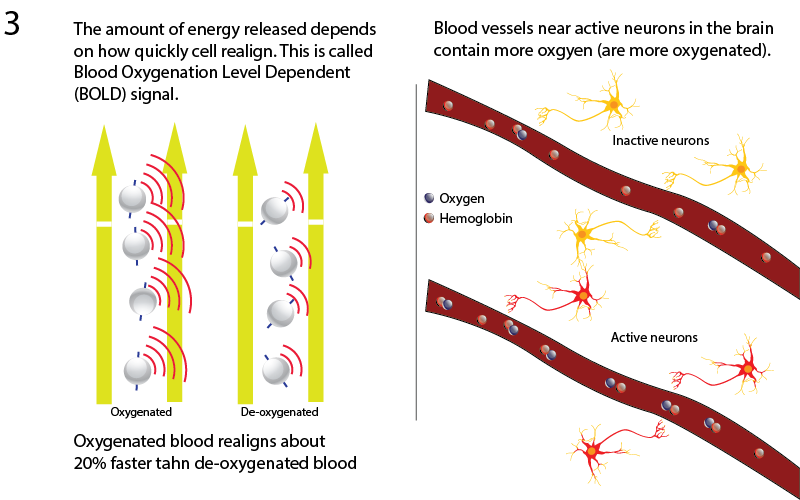 3
The amount of energy released depends
on how quickly cell realign. This is called
Blood Oxygenation Level Dependent
(BOLD) signal.
Oxygenated
De-oxygenated
Oxygenated blood realigns about
20% faster tahn de-oxygenated blood
Blood vessels near active neurons in the brain
contain more oxgyen (are more oxygenated).
Inactive neurons
Oxygen
Hemoglobin
Active neurons